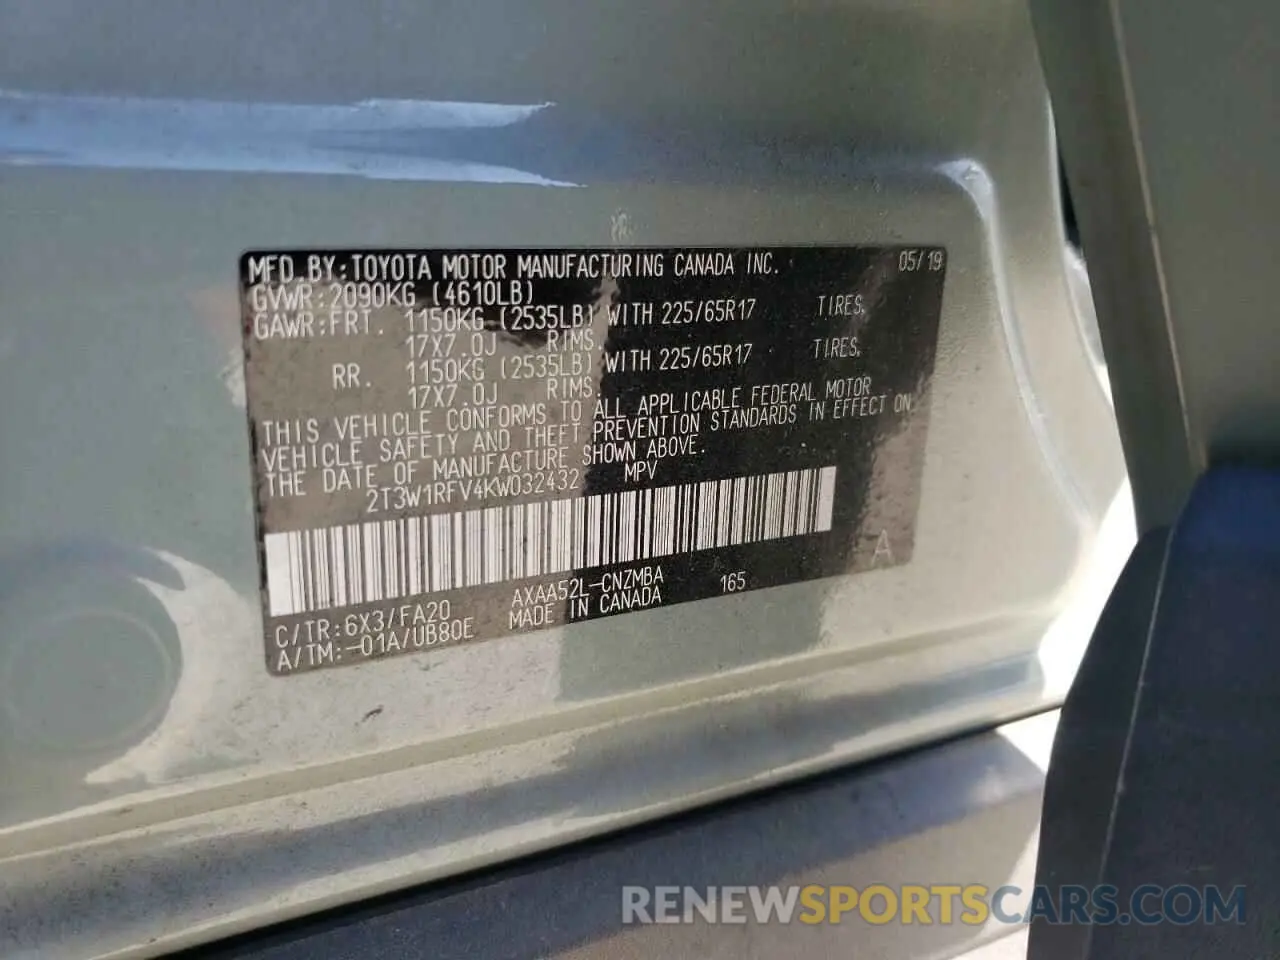 MFD.BY:TOYOTA MOTOR MANUFACTURING CANADA INC. 05/19
GVWR:2090KG (4610LB)
GAWR:FRT. 1150KG (2535LB) WITH 225/65R17 TIRES,
17X7.0J RIMS.
RR. 1150KG (2535LB) WITH 225/65R17 TIRES,
17X7.0J RIMS.
THIS VEHICLE CONFORMS TO ALL APPLICABLE FEDERAL MOTOR
VEHICLE SAFETY AND THEFT PREVENTION STANDARDS IN EFFECT ON
THE DATE OF MANUFACTURE SHOWN ABOVE.
2T3W1RFV4KW032432 MPV
A
C/TR:6X3/FA20 AXAA52L-CNZMBA 165
A/TM:-01A/UB80E MADE IN CANADA
RENEWSPORTSCARS.COM